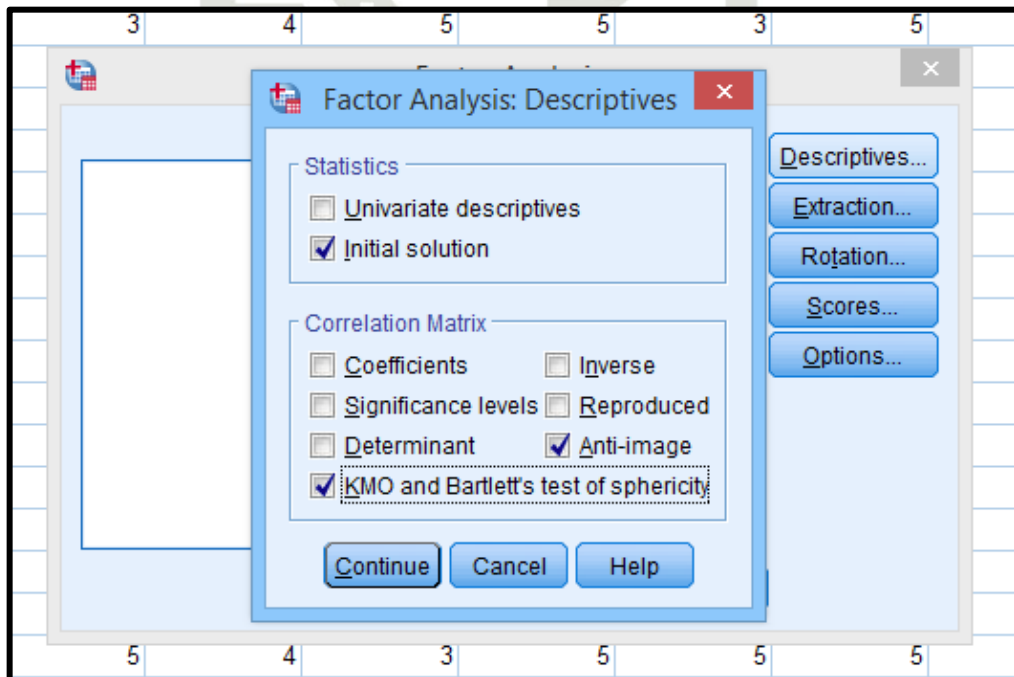 3 4 5 5 3 5
Factor Analysis: Descriptives
Statistics
Univariate descriptives
Initial solution
Correlation Matrix
Coefficients Inverse
Significance levels Reproduced
Determinant Anti-image
KMO and Bartlett's test of sphericity
Continue Cancel Help
Descriptives...
Extraction...
Rotation...
Scores...
Options...
5 4 3 5 5 5